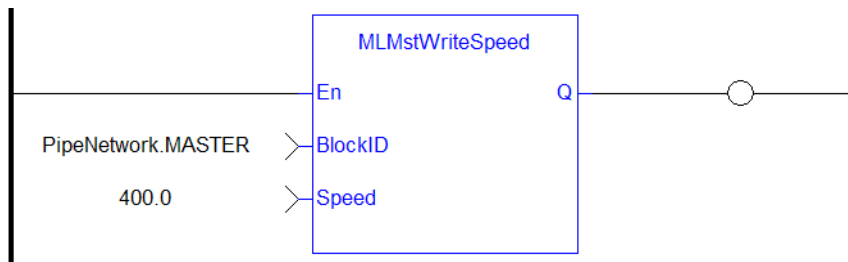 MLMstWriteSpeed
En Q
PipeNetwork.MASTER BlockID
400.0 Speed